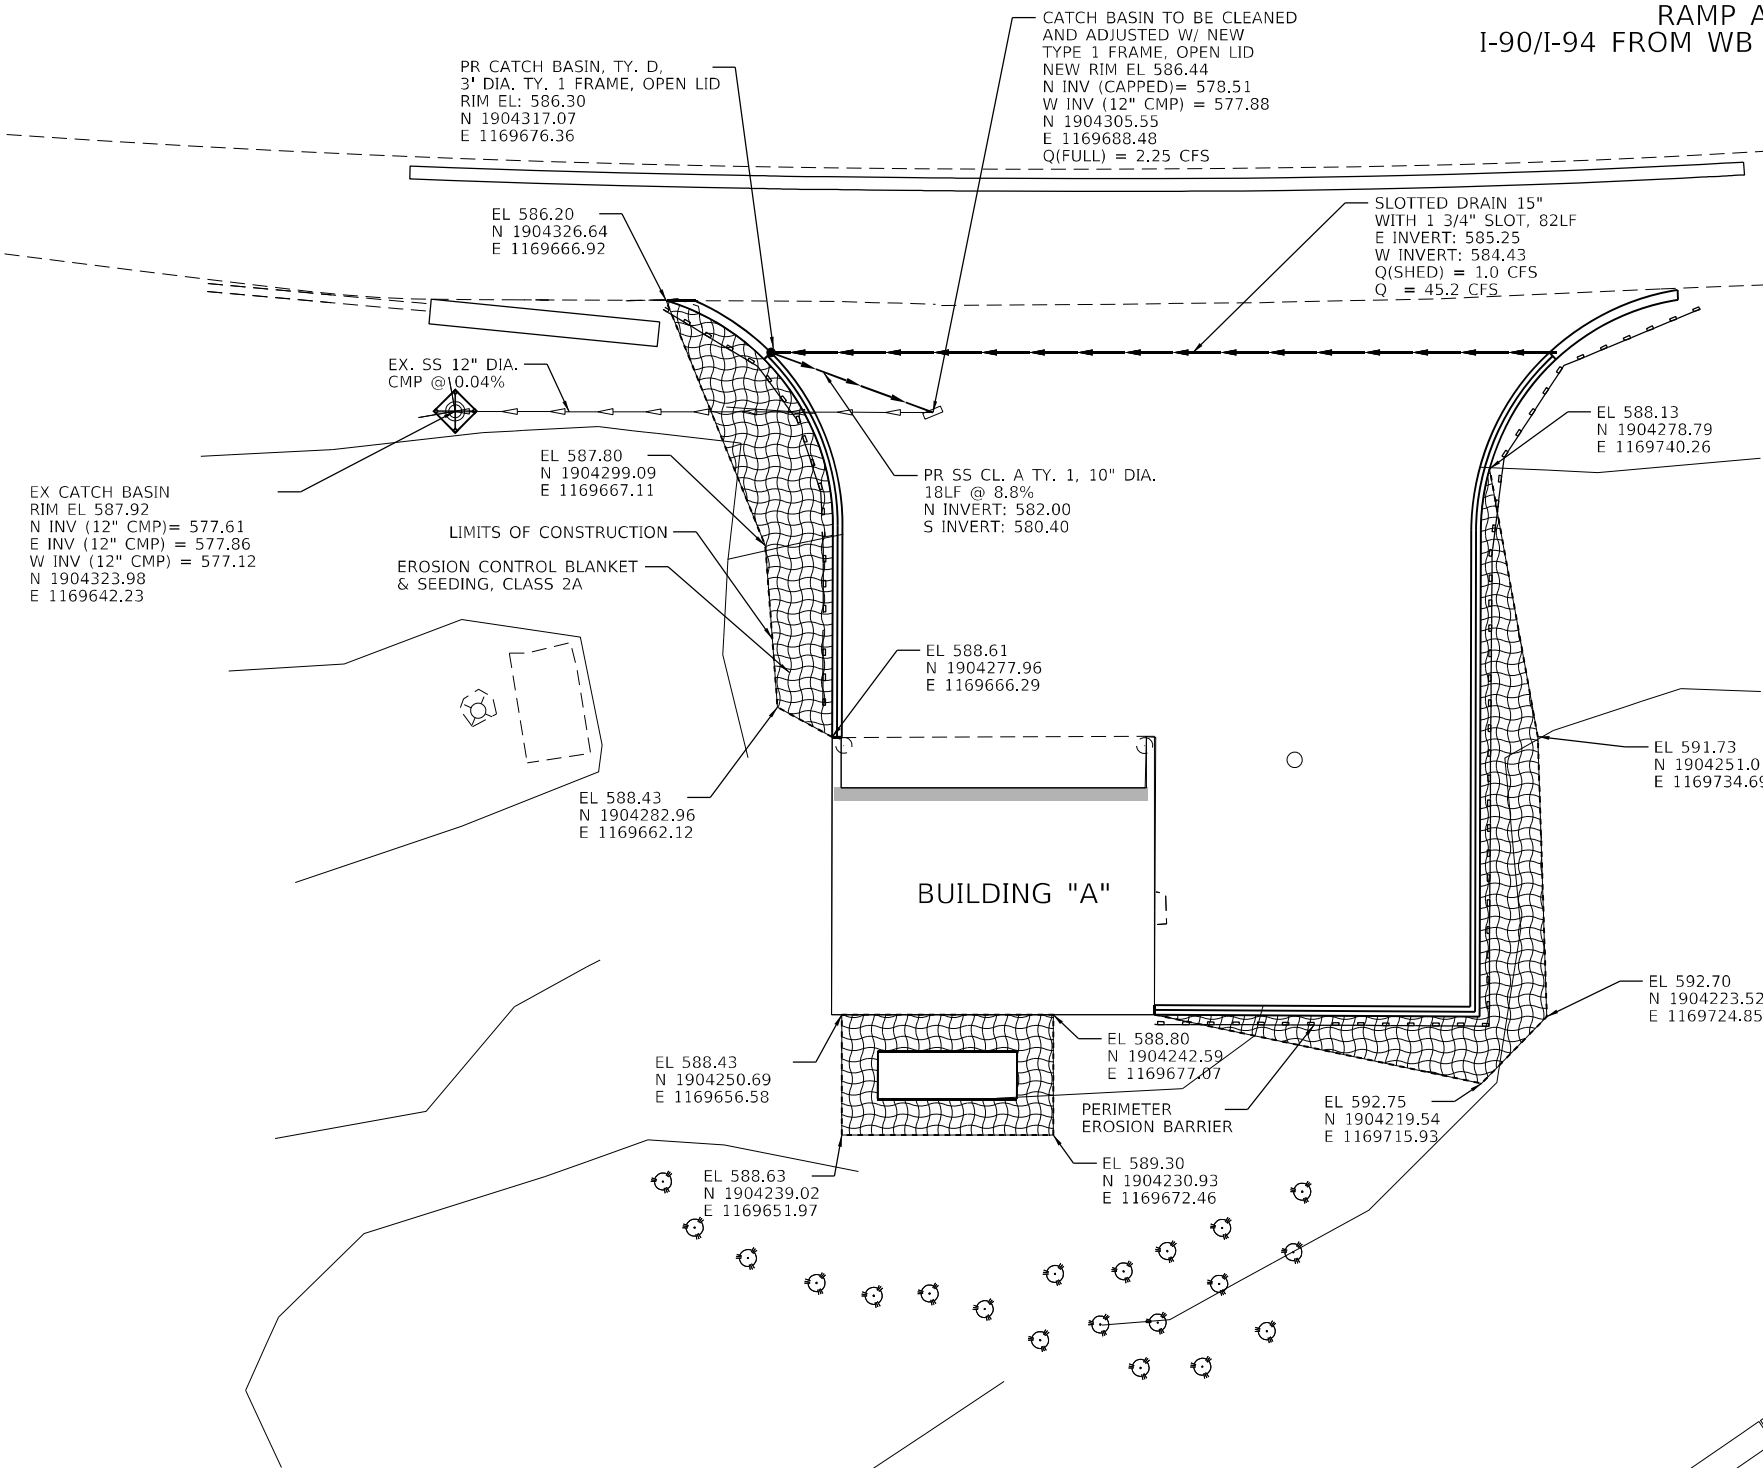 RAMP A
I-90/I-94 FROM WB
CATCH BASIN TO BE CLEANED
AND ADJUSTED W/ NEW
TYPE 1 FRAME, OPEN LID
NEW RIM EL 586.44
N INV (CAPPED)= 578.51
W INV (12" CMP) = 577.88
N 1904305.55
E 1169688.48
Q(FULL) = 2.25 CFS
PR CATCH BASIN, TY. D,
3' DIA. TY. 1 FRAME, OPEN LID
RIM EL: 586.30
N 1904317.07
E 1169676.36
EL 586.20
N 1904326.64
E 1169666.92
SLOTTED DRAIN 15"
WITH 1 3/4" SLOT, 82LF
E INVERT: 585.25
W INVERT: 584.43
Q(SHED) = 1.0 CFS
Q = 45.2 CFS
EX. SS 12" DIA.
CMP @ 0.04%
EL 588.13
N 1904278.79
E 1169740.26
EL 587.80
N 1904299.09
E 1169667.11
PR SS CL. A TY. 1, 10" DIA.
18LF @ 8.8%
N INVERT: 582.00
S INVERT: 580.40
EX CATCH BASIN
RIM EL 587.92
N INV (12" CMP)= 577.61
E INV (12" CMP) = 577.86
W INV (12" CMP) = 577.12
N 1904323.98
E 1169642.23
LIMITS OF CONSTRUCTION
EROSION CONTROL BLANKET
& SEEDING, CLASS 2A
EL 588.61
N 1904277.96
E 1169666.29
EL 591.73
N 1904251.0
E 1169734.69
EL 588.43
N 1904282.96
E 1169662.12
BUILDING "A"
EL 592.70
N 1904223.52
E 1169724.85
EL 588.80
N 1904242.59
E 1169677.07
EL 588.43
N 1904250.69
E 1169656.58
PERIMETER
EROSION BARRIER
EL 592.75
N 1904219.54
E 1169715.93
EL 588.63
N 1904239.02
E 1169651.97
EL 589.30
N 1904230.93
E 1169672.46